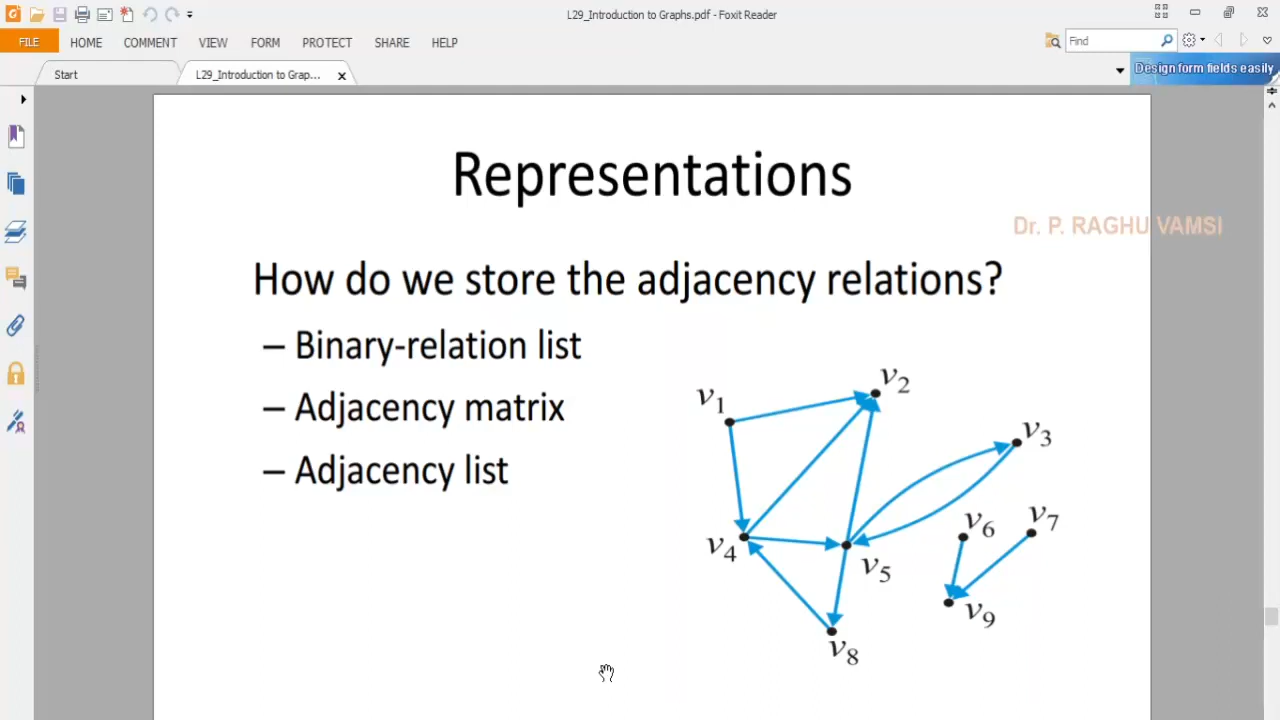 L29_Introduction to Graphs.pdf - Foxit Reader
FILE HOME COMMENT VIEW FORM PROTECT SHARE HELP Find
Start L29_Introduction to Grap... x Design form fields easily
Representations
Dr. P. RAGHU VAMSI
How do we store the adjacency relations?
– Binary-relation list
– Adjacency matrix
– Adjacency list
v2
v1
v3
v6 v7
v4
v5
v9
v8